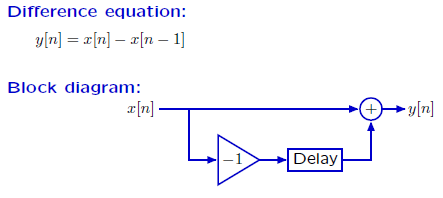 Difference equation:
y[n] = x[n] − x[n − 1]
Block diagram:
x[n] + y[n]
−1 Delay